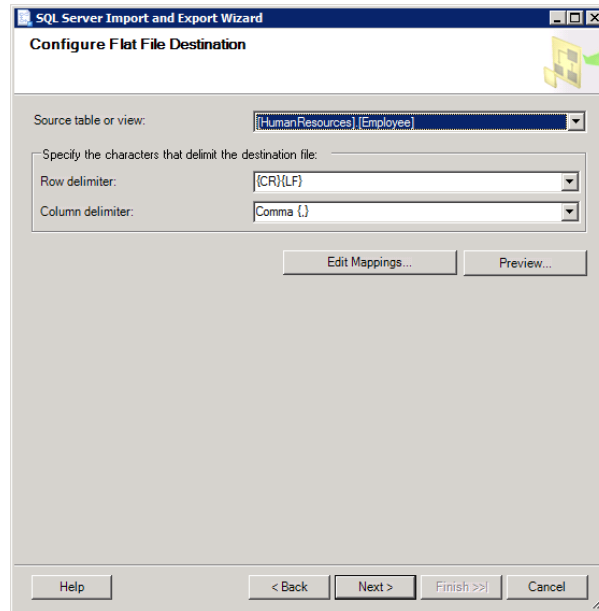 SQL Server Import and Export Wizard
Configure Flat File Destination
Source table or view: [HumanResources].[Employee]
Specify the characters that delimit the destination file:
Row delimiter: {CR}{LF}
Column delimiter: Comma {,}
Edit Mappings... Preview...
Help < Back Next > Finish >>| Cancel